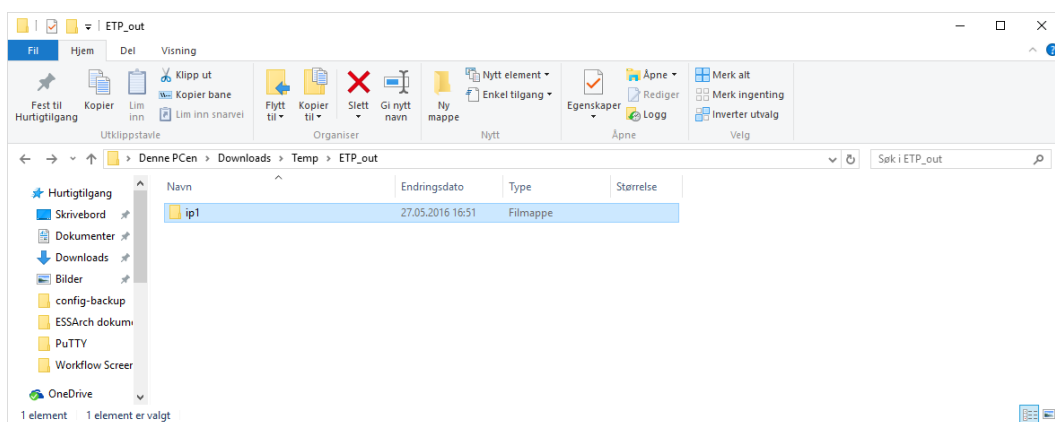 ETP_out
Fil Hjem Del Visning
Fest til Hurtigtilgang
Kopier
Lim inn
Klipp ut
Kopier bane
Lim inn snarvei
Utklippstavle
Flytt til
Kopier til
Slett
Gi nytt navn
Organiser
Ny mappe
Nytt element
Enkel tilgang
Nytt
Egenskaper
Åpne
Rediger
Logg
Åpne
Merk alt
Merk ingenting
Inverter utvalg
Velg
Denne PCen > Downloads > Temp > ETP_out
Søk i ETP_out
Navn Endringsdato Type Størrelse
ip1 27.05.2016 16:51 Filmappe
Hurtigtilgang
Skrivebord
Dokumenter
Downloads
Bilder
config-backup
ESSArch dokum
PuTTY
Workflow Screer
OneDrive
1 element 1 element er valgt